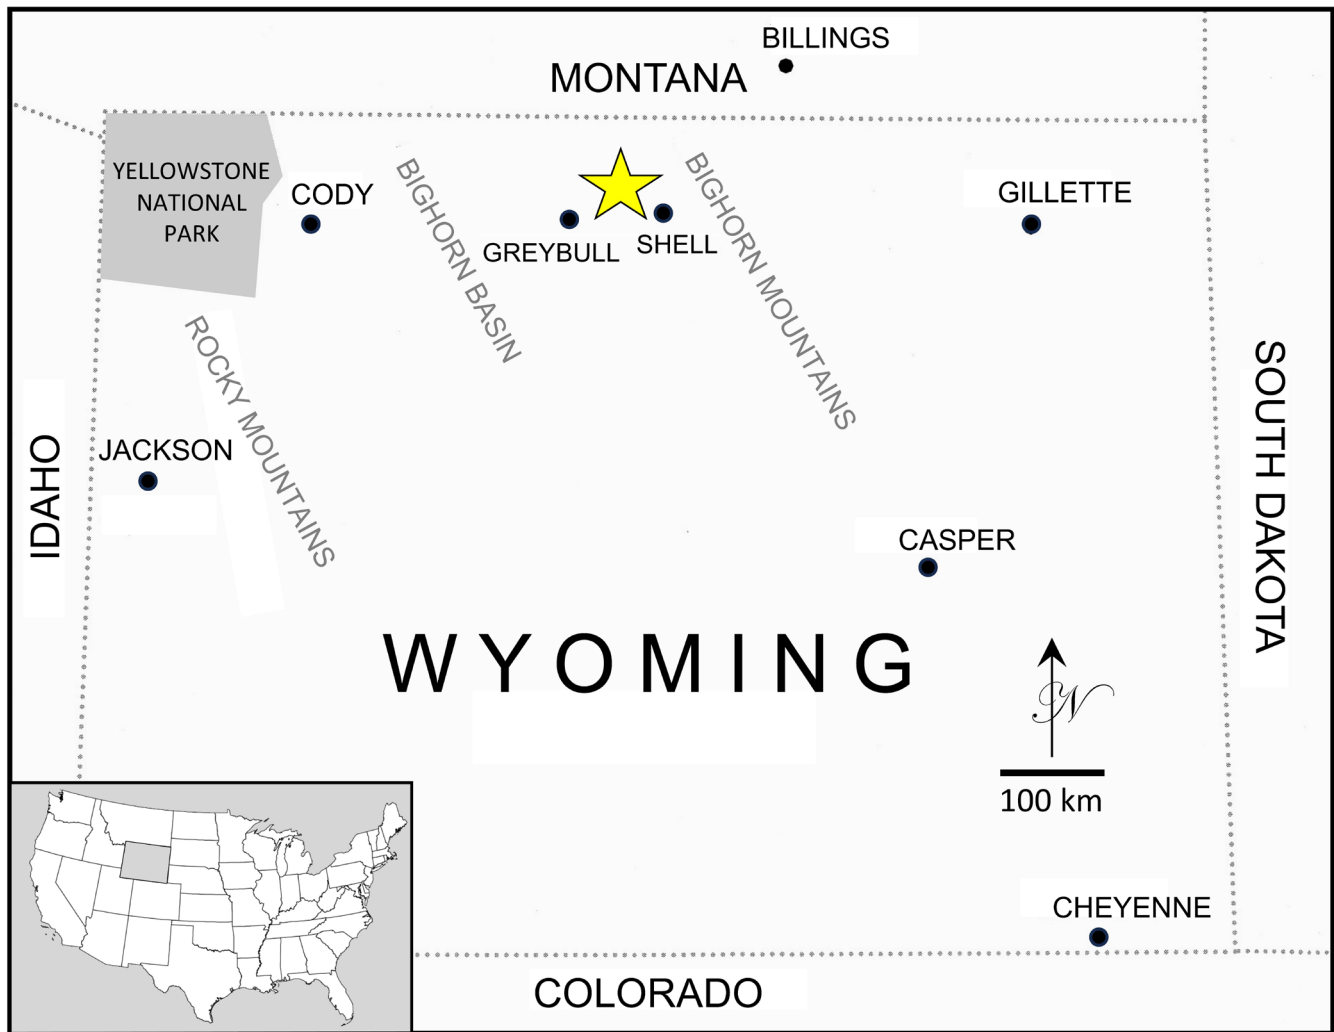 BILLINGS
MONTANA
YELLOWSTONE
NATIONAL
PARK
CODY
BIGHORN BASIN
GREYBULL
SHELL
BIGHORN MOUNTAINS
GILLETTE
ROCKY MOUNTAINS
JACKSON
IDAHO
SOUTH DAKOTA
CASPER
WYOMING
N
100 km
CHEYENNE
COLORADO